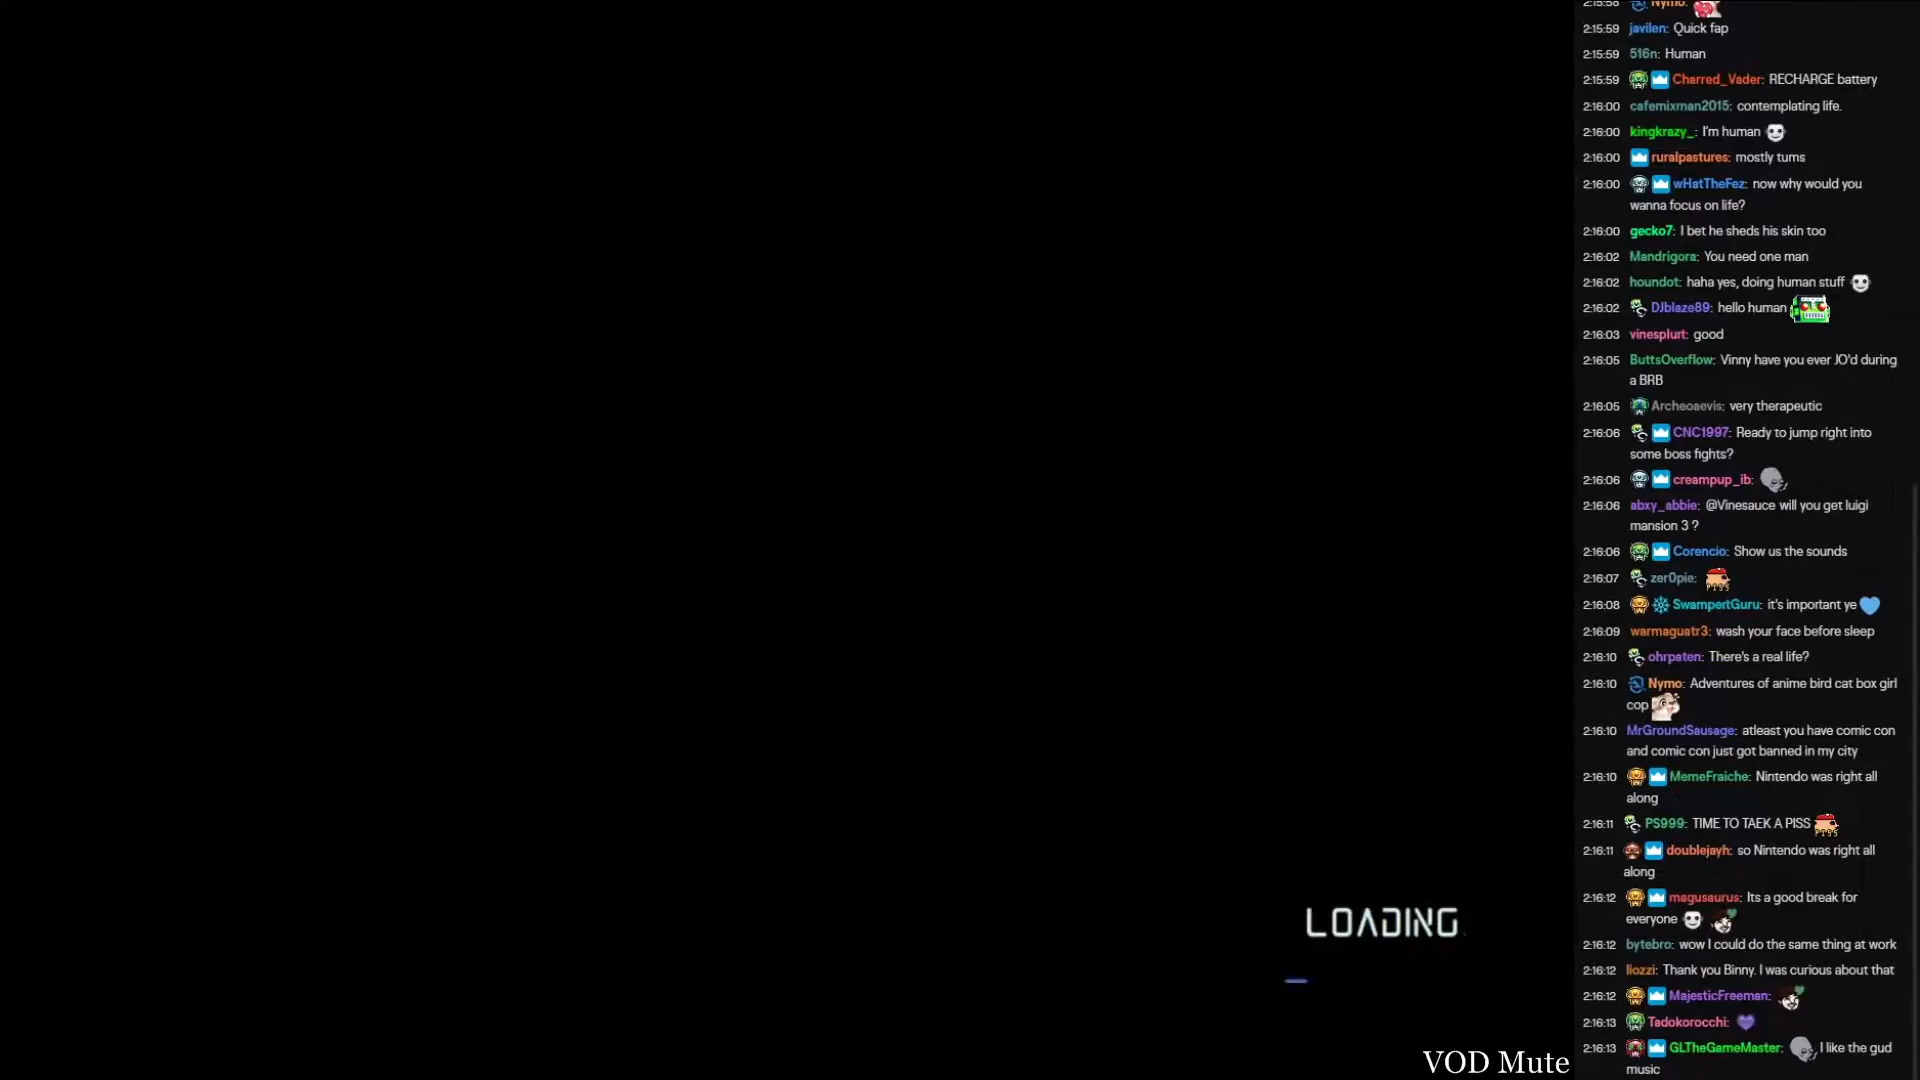 2:15:58 Nymo:
2:15:59 javilen: Quick fap
2:15:59 516n: Human
2:15:59 Charred_Vader: RECHARGE battery
2:16:00 cafemixman2015: contemplating life.
2:16:00 kingkrazy_: I'm human
2:16:00 ruralpastures: mostly tums
2:16:00 wHatTheFez: now why would you
wanna focus on life?
2:16:00 gecko7: I bet he sheds his skin too
2:16:02 Mandrigora: You need one man
2:16:02 houndot: haha yes, doing human stuff
2:16:02 DJblaze89: hello human
2:16:03 vinesplurt: good
2:16:05 ButtsOverflow: Vinny have you ever JO'd during
a BRB
2:16:05 Archeoaevis: very therapeutic
2:16:06 CNC1997: Ready to jump right into
some boss fights?
2:16:06 creampup_ib:
2:16:06 abxy_abbie: @Vinesauce will you get luigi
mansion 3 ?
2:16:06 Corencio: Show us the sounds
2:16:07 zer0pie: PISS
2:16:08 SwampertGuru: it's important ye
2:16:09 warmaguatr3: wash your face before sleep
2:16:10 ohrpaten: There's a real life?
2:16:10 Nymo: Adventures of anime bird cat box girl
cop
2:16:10 MrGroundSausage: atleast you have comic con
and comic con just got banned in my city
2:16:10 MemeFraiche: Nintendo was right all
along
2:16:11 PS999: TIME TO TAEK A PISS PISS
2:16:11 doublejayh: so Nintendo was right all
along
2:16:12 magusaurus: Its a good break for
everyone
2:16:12 bytebro: wow I could do the same thing at work
2:16:12 liozzi: Thank you Binny. I was curious about that
2:16:12 MajesticFreeman:
2:16:13 Tadokorocchi:
2:16:13 GLTheGameMaster: I like the gud
music
LOADING.
VOD Mute